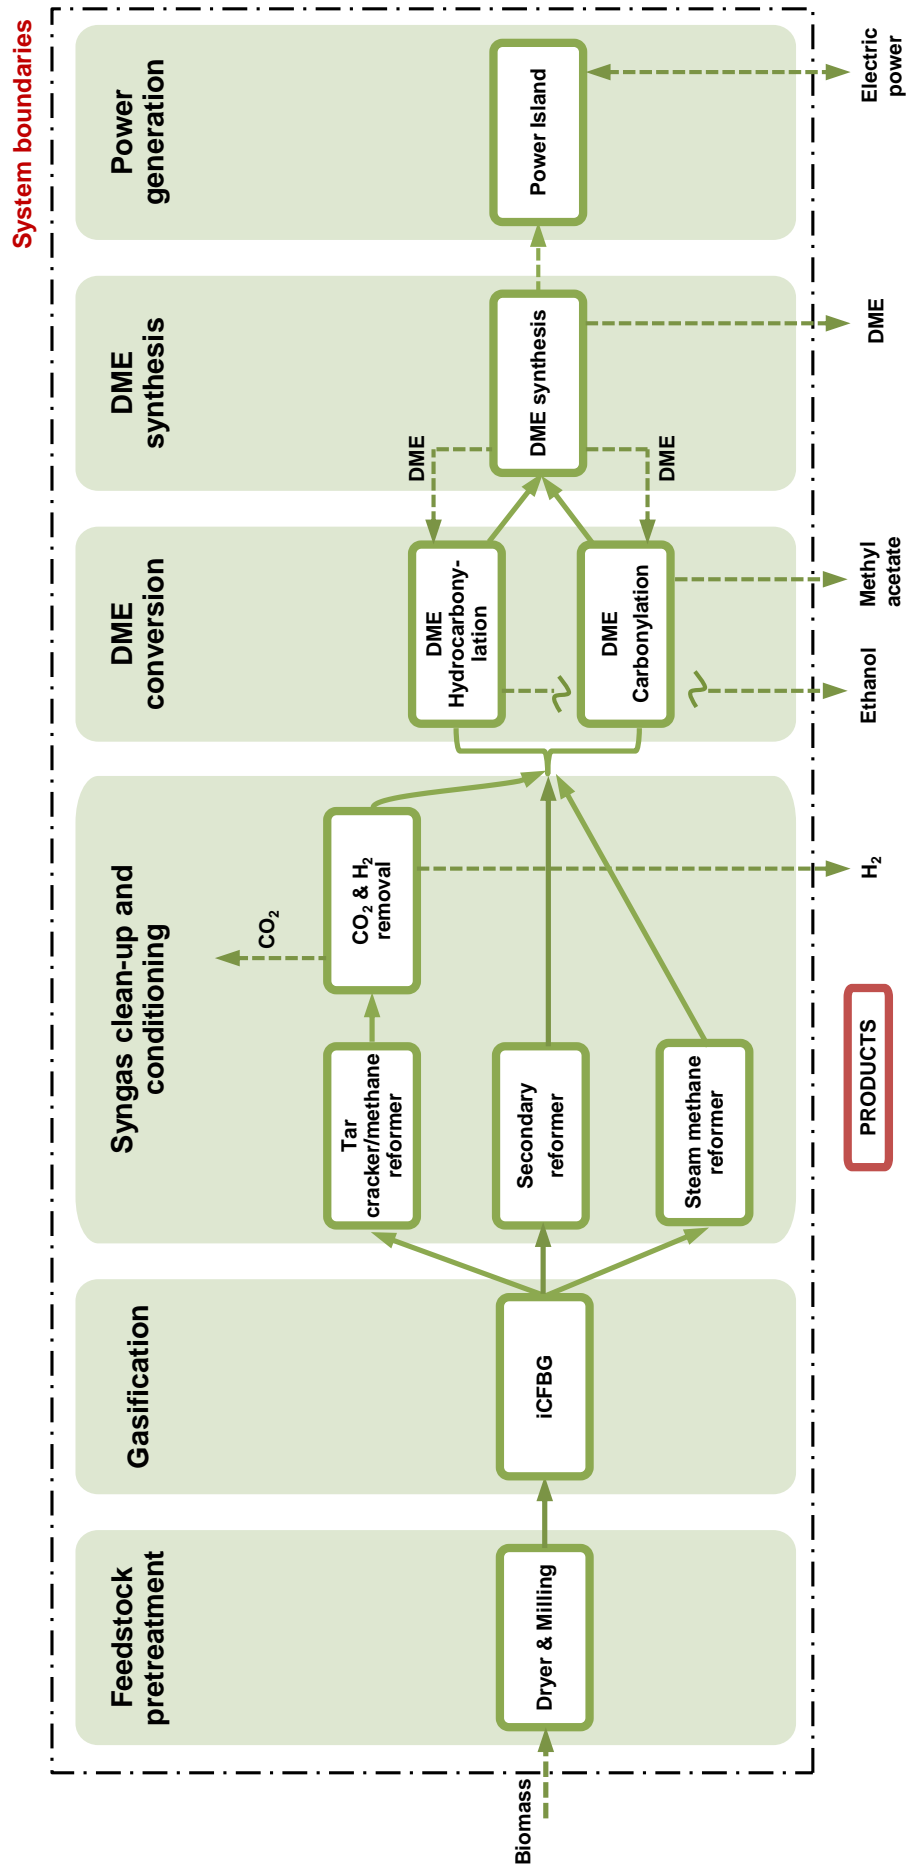 System boundaries
Feedstock
pretreatment
Gasification
Syngas clean-up and
conditioning
DME
conversion
DME
synthesis
Power
generation
Biomass
Dryer & Milling
iCFBG
Tar
cracker/methane
reformer
Secondary
reformer
Steam methane
reformer
CO₂
CO₂ & H₂
removal
DME
Hydrocarbony-
lation
DME
Carbonylation
DME
DME
DME synthesis
Power Island
PRODUCTS
H₂
Ethanol
Methyl
acetate
DME
Electric
power